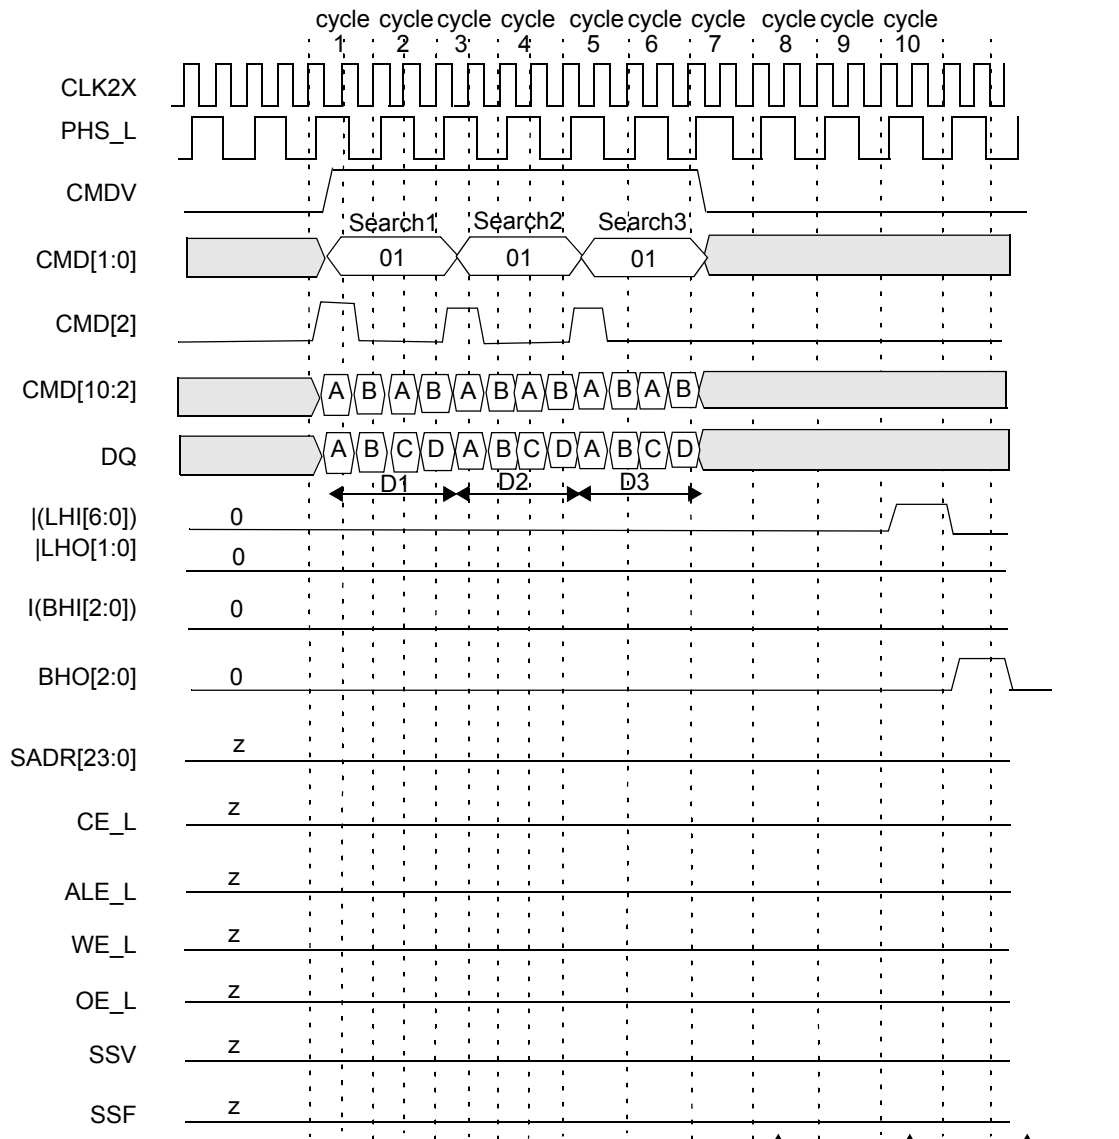 cycle cycle cycle cycle cycle cycle cycle cycle cycle cycle
1 2 3 4 5 6 7 8 9 10
CLK2X
PHS_L
CMDV
Search1 Search2 Search3
CMD[1:0] 01 01 01
CMD[2]
CMD[10:2] A B A B A B A B A B A B
DQ A B C D A B C D A B C D
D1 D2 D3
|(LHI[6:0]) 0
|LHO[1:0] 0
I(BHI[2:0]) 0
BHO[2:0] 0
SADR[23:0] z
CE_L z
ALE_L z
WE_L z
OE_L z
SSV z
SSF z